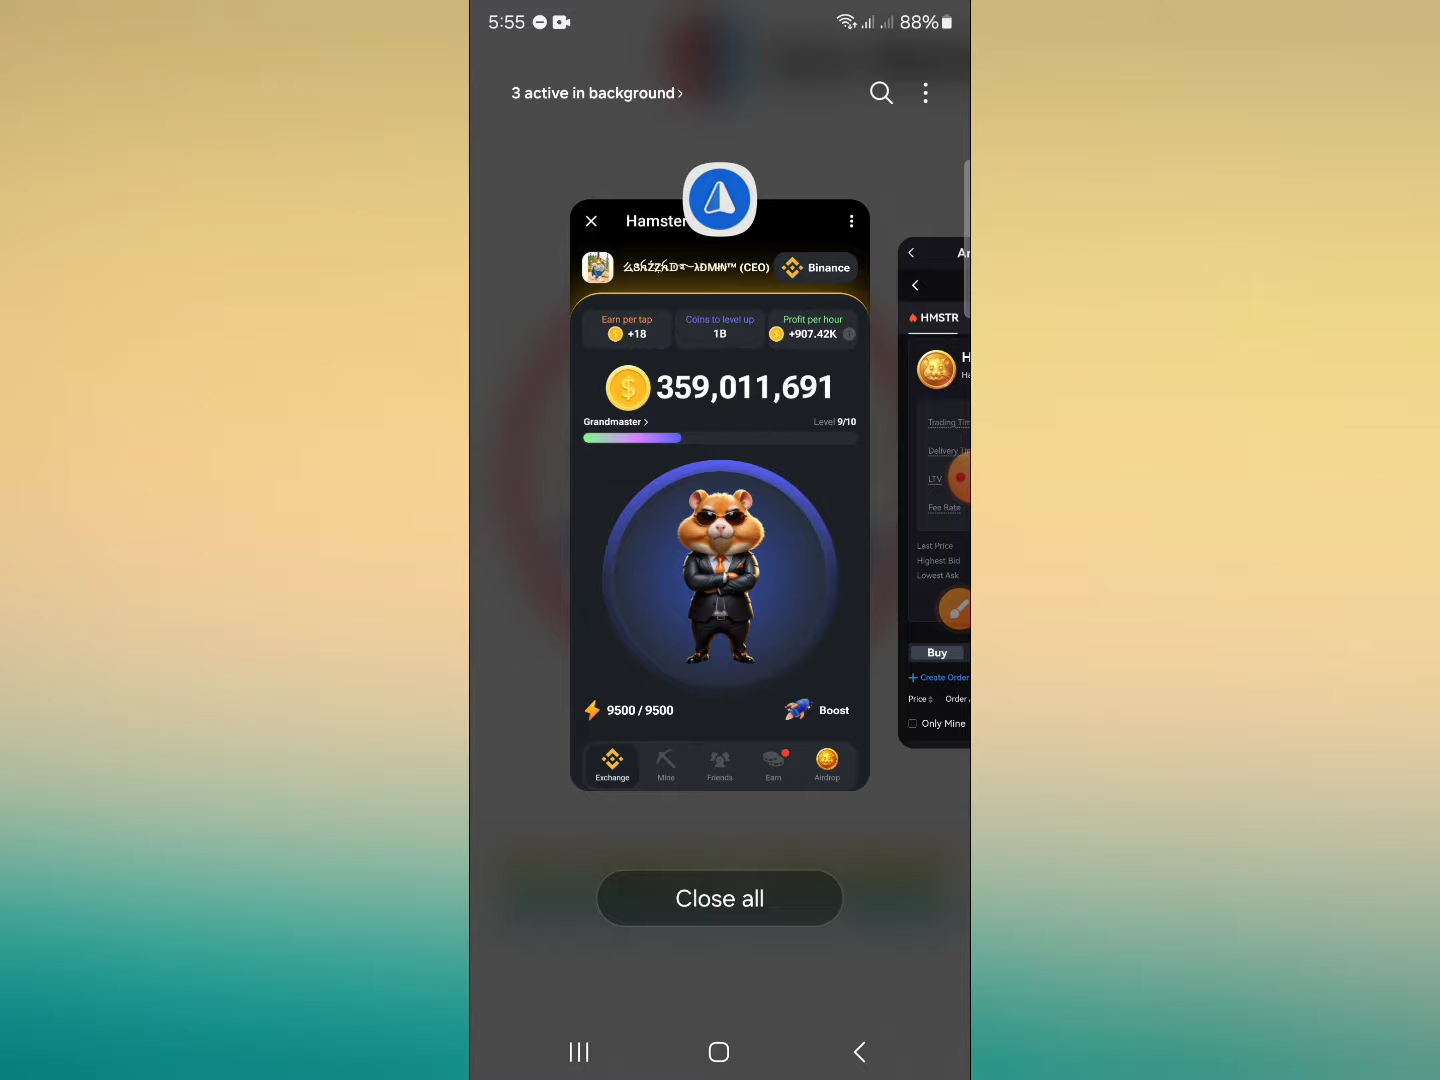 5:55 88%
3 active in background >
Hamster
(CEO) Binance
Earn per tap
+18
Coins to level up
1B
Profit per hour
+907.42K
359,011,691
Grandmaster > Level 9/10
9500 / 9500 Boost
Exchange Mine Friends Earn Airdrop
HMSTR
Trading Tim
Delivery Ti
LTV
Fee Rate
Last Price
Highest Bid
Lowest Ask
Buy
+ Create Order
Price Order
Only Mine
Close all